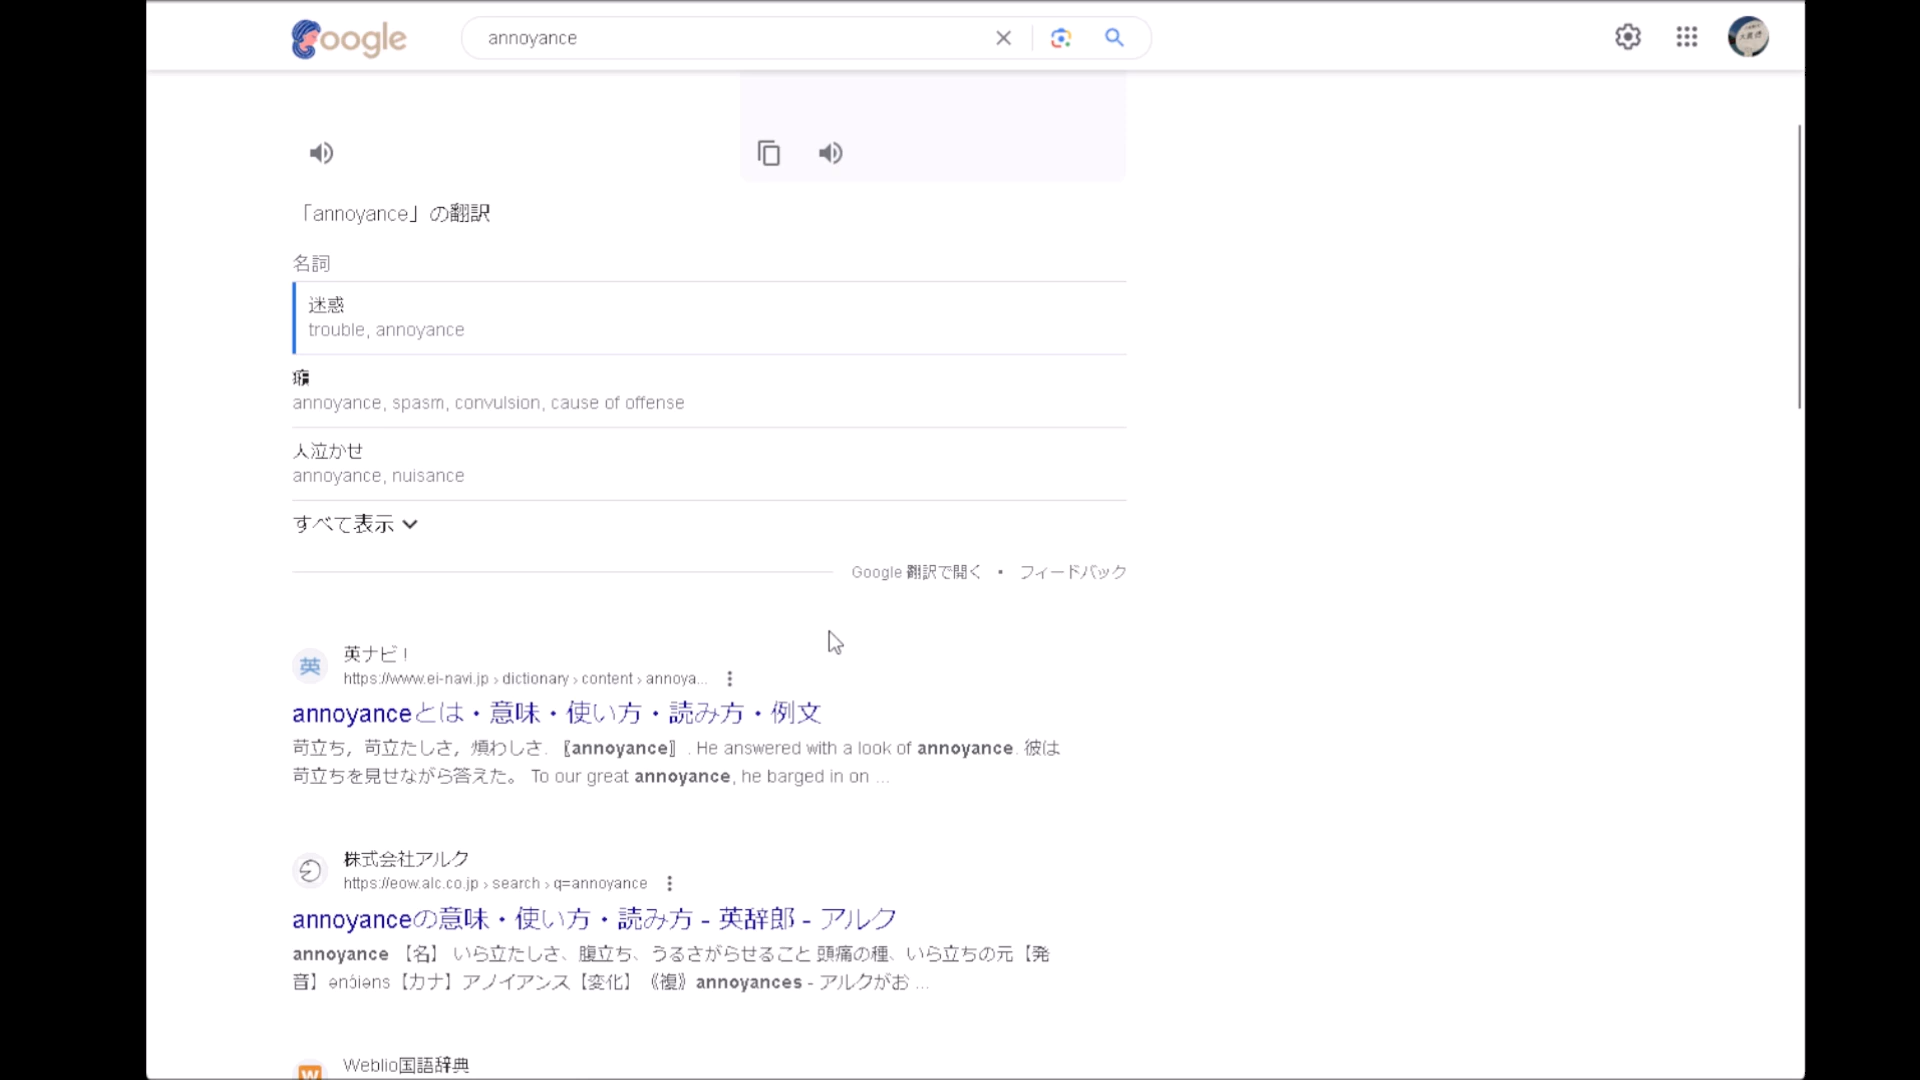 Google
annoyance
「annoyance」の翻訳
名詞
迷惑
trouble, annoyance
癪
annoyance, spasm, convulsion, cause of offense
人泣かせ
annoyance, nuisance
すべて表示
Google 翻訳で開く • フィードバック
英
英ナビ！
https://www.ei-navi.jp › dictionary › content › annoya...
annoyanceとは・意味・使い方・読み方・例文
苛立ち，苛立たしさ，煩わしさ. 〖annoyance〗. He answered with a look of annoyance. 彼は
苛立ちを見せながら答えた。 To our great annoyance, he barged in on ...
株式会社アルク
https://eow.alc.co.jp › search › q=annoyance
annoyanceの意味・使い方・読み方 - 英辞郎 - アルク
annoyance 【名】 いら立たしさ、腹立ち、うるさがらせること 頭痛の種、いら立ちの元【発
音】ənɔ́iəns【カナ】アノイアンス【変化】《複》annoyances - アルクがお ...
W
Weblio国語辞典